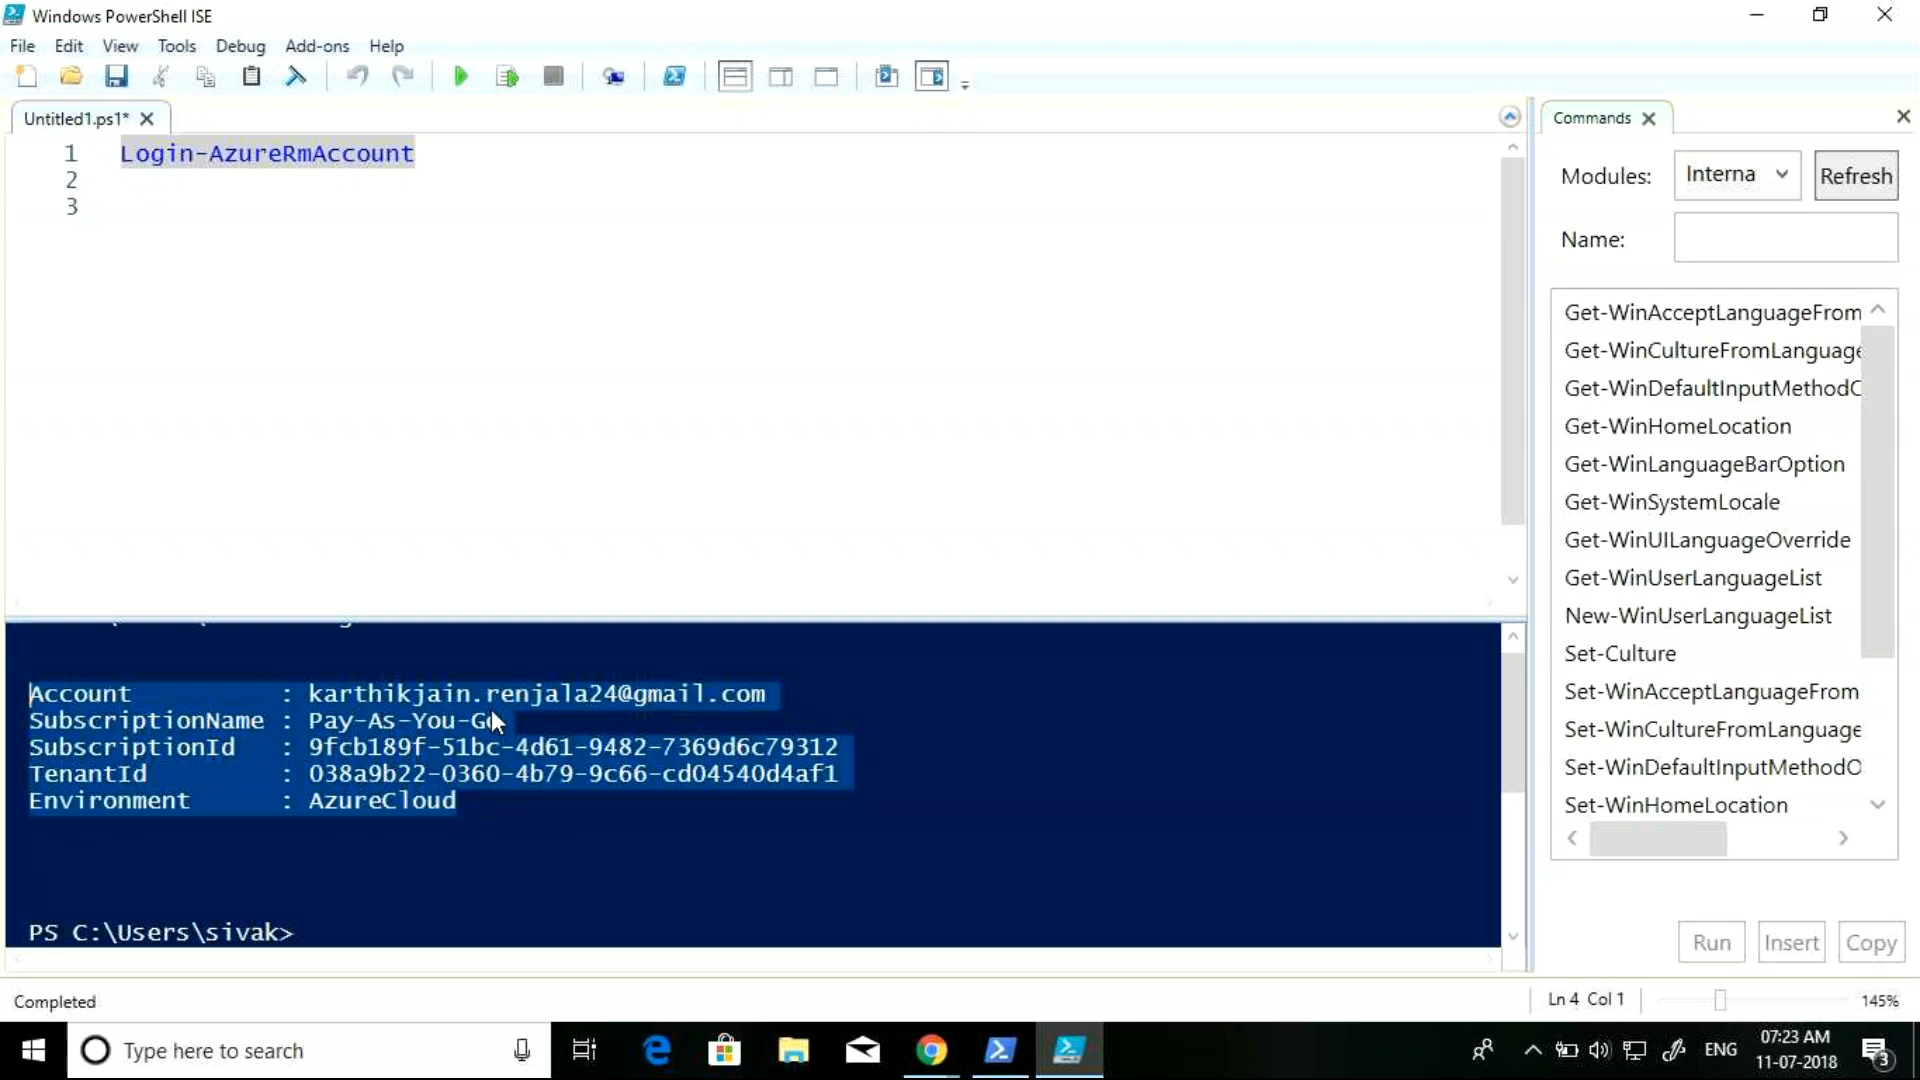 Windows PowerShell ISE
File Edit View Tools Debug Add-ons Help
Untitled1.ps1*
1 Login-AzureRmAccount
2
3
Commands
Modules: Interna Refresh
Name:
Get-WinAcceptLanguageFrom
Get-WinCultureFromLanguage
Get-WinDefaultInputMethodO
Get-WinHomeLocation
Get-WinLanguageBarOption
Get-WinSystemLocale
Get-WinUILanguageOverride
Get-WinUserLanguageList
New-WinUserLanguageList
Set-Culture
Set-WinAcceptLanguageFrom
Set-WinCultureFromLanguage
Set-WinDefaultInputMethodO
Set-WinHomeLocation
Run Insert Copy
Account : karthikjain.renjala24@gmail.com
SubscriptionName : Pay-As-You-Go
SubscriptionId : 9fcb189f-51bc-4d61-9482-7369d6c79312
TenantId : 038a9b22-0360-4b79-9c66-cd04540d4af1
Environment : AzureCloud
PS C:\Users\sivak>
Completed
Ln 4 Col 1
145%
Type here to search
ENG
07:23 AM
11-07-2018
3